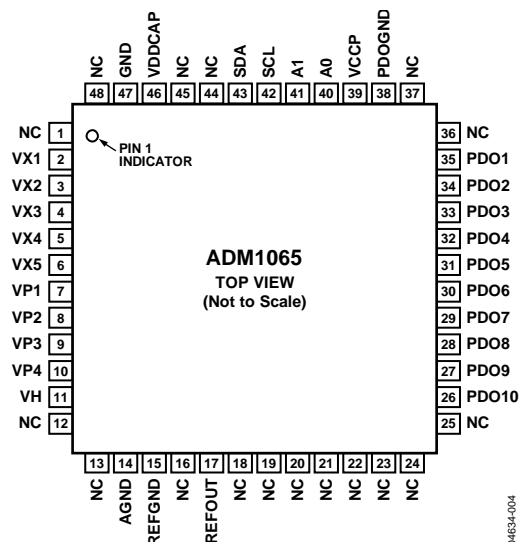 NC
GND
VDDCAP
NC
NC
SDA
SCL
A1
A0
VCCP
PDOGND
NC
48 47 46 45 44 43 42 41 40 39 38 37
NC 1
VX1 2
VX2 3
VX3 4
VX4 5
VX5 6
VP1 7
VP2 8
VP3 9
VP4 10
VH 11
NC 12
PIN 1
INDICATOR
ADM1065
TOP VIEW
(Not to Scale)
36 NC
35 PDO1
34 PDO2
33 PDO3
32 PDO4
31 PDO5
30 PDO6
29 PDO7
28 PDO8
27 PDO9
26 PDO10
25 NC
13 14 15 16 17 18 19 20 21 22 23 24
NC
AGND
REFGND
NC
REFOUT
NC
NC
NC
NC
NC
NC
NC
04634-004